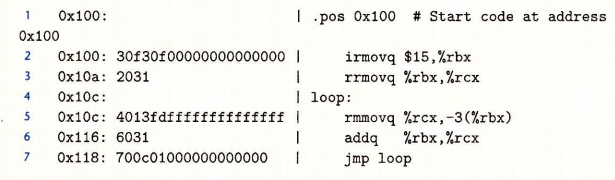 1 0x100: | .pos 0x100 # Start code at address
0x100
2 0x100: 30f30f00000000000000 | irmovq $15,%rbx
3 0x10a: 2031 | rrmovq %rbx,%rcx
4 0x10c: | loop:
5 0x10c: 4013fdffffffffffffff | rmmovq %rcx,-3(%rbx)
6 0x116: 6031 | addq %rbx,%rcx
7 0x118: 700c01000000000000 | jmp loop